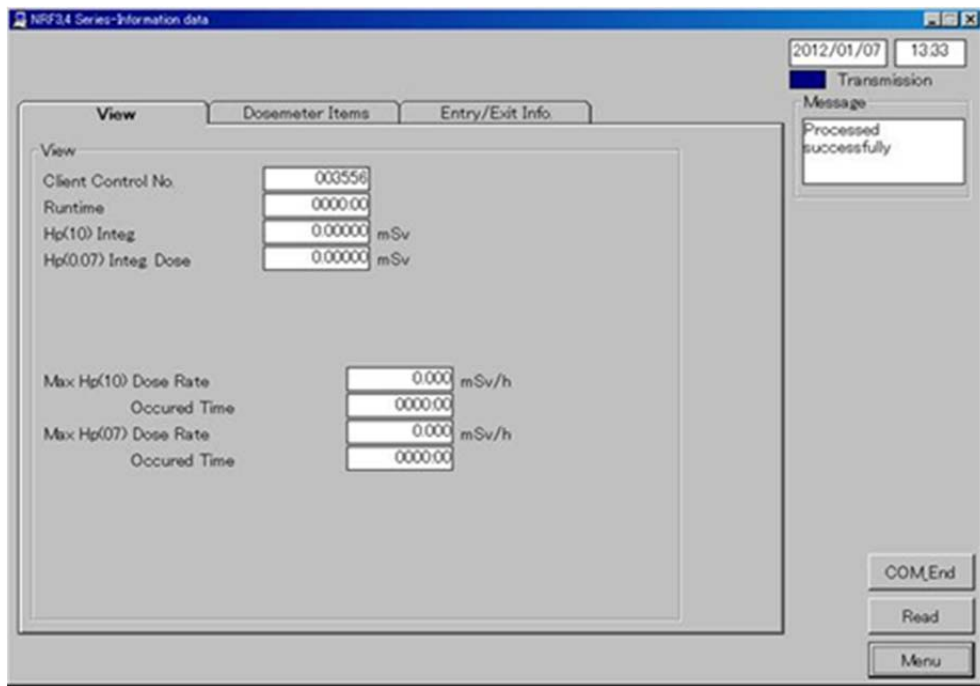 NRF3,4 Series-Information data
2012/01/07 13:33
Transmission
Message
Processed
successfully
View Dosemeter Items Entry/Exit Info.
View
Client Control No. 003556
Runtime 0000:00
Hp(10) Integ 0.00000 mSv
Hp(0.07) Integ. Dose 0.00000 mSv
Max Hp(10) Dose Rate 0.000 mSv/h
Occured Time 0000:00
Max Hp(07) Dose Rate 0.000 mSv/h
Occured Time 0000:00
COM_End
Read
Menu